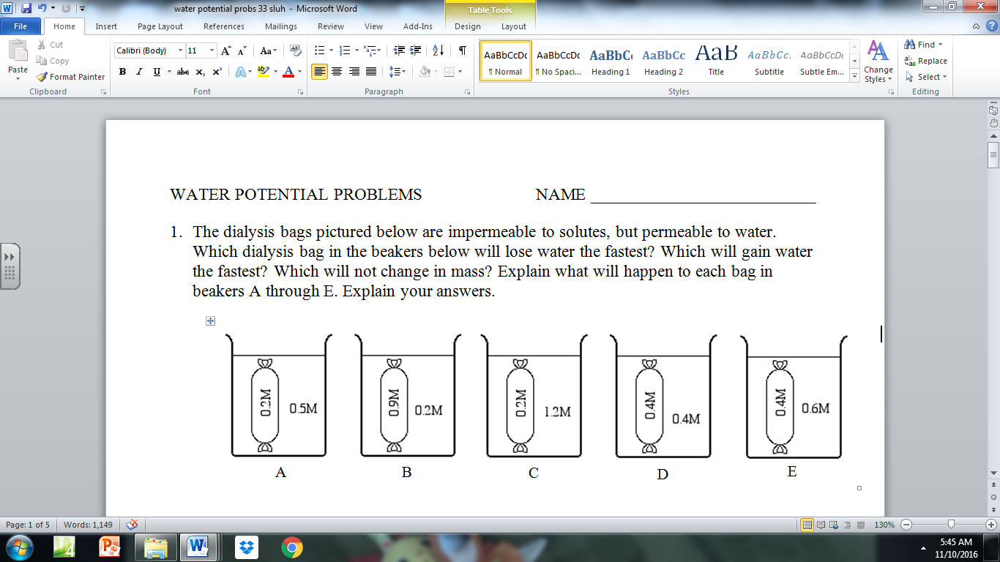 water potential probs 33 sluh - Microsoft Word
Table Tools
File Home Insert Page Layout References Mailings Review View Add-Ins Design Layout
Paste
Cut
Copy
Format Painter
Clipboard
Calibri (Body) 11
B I U abc x₂ x²
Font
Paragraph
AaBbCcDc AaBbCcDc AaBbC AaBbCc AaB AaBbCc. AaBbCcDc
¶ Normal ¶ No Spaci... Heading 1 Heading 2 Title Subtitle Subtle Em...
Styles
Change
Styles
Find
Replace
Select
Editing
WATER POTENTIAL PROBLEMS NAME
1. The dialysis bags pictured below are impermeable to solutes, but permeable to water.
Which dialysis bag in the beakers below will lose water the fastest? Which will gain water
the fastest? Which will not change in mass? Explain what will happen to each bag in
beakers A through E. Explain your answers.
0.2M 0.5M 0.9M 0.2M 0.2M 1.2M 0.4M 0.4M 0.4M 0.6M
A B C D E
Page: 1 of 5 Words: 1,149 130%
5:45 AM
11/10/2016